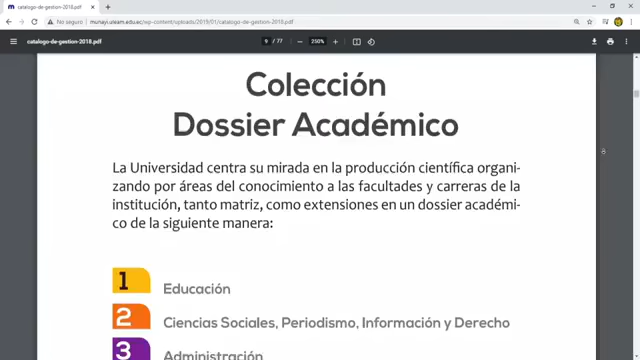 catalogo-de-gestion-2018.pdf
No seguro | munayi.uleam.edu.ec/wp-content/uploads/2019/01/catalogo-de-gestion-2018.pdf
catalogo-de-gestion-2018.pdf
9 / 77
250%
Colección
Dossier Académico
La Universidad centra su mirada en la producción científica organi-
zando por áreas del conocimiento a las facultades y carreras de la
institución, tanto matriz, como extensiones en un dossier académi-
co de la siguiente manera:
1 Educación
2 Ciencias Sociales, Periodismo, Información y Derecho
3 Administración